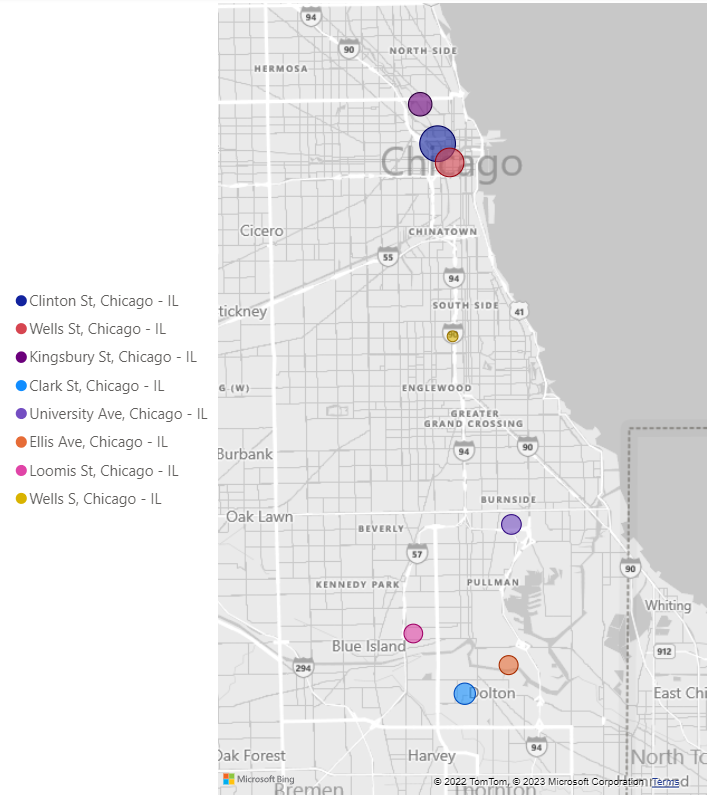 Clinton St, Chicago - IL
Wells St, Chicago - IL
Kingsbury St, Chicago - IL
Clark St, Chicago - IL
University Ave, Chicago - IL
Ellis Ave, Chicago - IL
Loomis St, Chicago - IL
Wells S, Chicago - IL
94
90
NORTH SIDE
HERMOSA
Chicago
Cicero
CHINATOWN
55
94
tickney
SOUTH SIDE
41
G (W)
ENGLEWOOD
GREATER
GRAND CROSSING
Burbank
94
90
BURNSIDE
Oak Lawn
BEVERLY
57
90
KENNEDY PARK
PULLMAN
Whiting
Blue Island
912
294
Dolton
East Chi
94
Oak Forest
Harvey
North To
Microsoft Bing
© 2022 TomTom, © 2023 Microsoft Corporation Terms
Bremen
Thornton